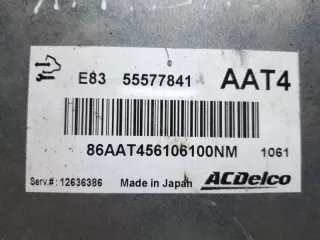 E83 55577841 AAT4
86AAT456106100NM 1061
Serv.#: 12636386 Made in Japan ACDelco